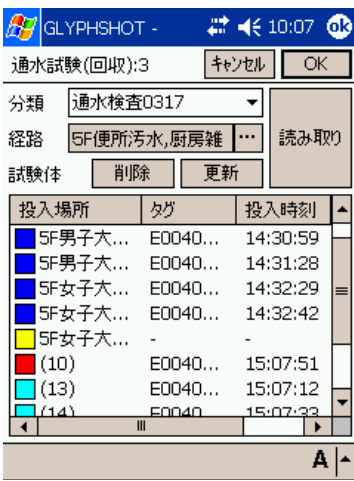 GLYPHSHOT - 10:07 ok
通水試験(回収):3 キャンセル OK
分類 通水検査0317
経路 5F便所汚水,厨房雑 ... 読み取り
試験体 削除 更新
投入場所 タグ 投入時刻
5F男子大... E0040... 14:30:59
5F男子大... E0040... 14:31:28
5F女子大... E0040... 14:32:29
5F女子大... E0040... 14:32:42
5F女子大... - -
(10) E0040... 15:07:51
(13) E0040... 15:07:12
(14) E0040... 15:07:33
A